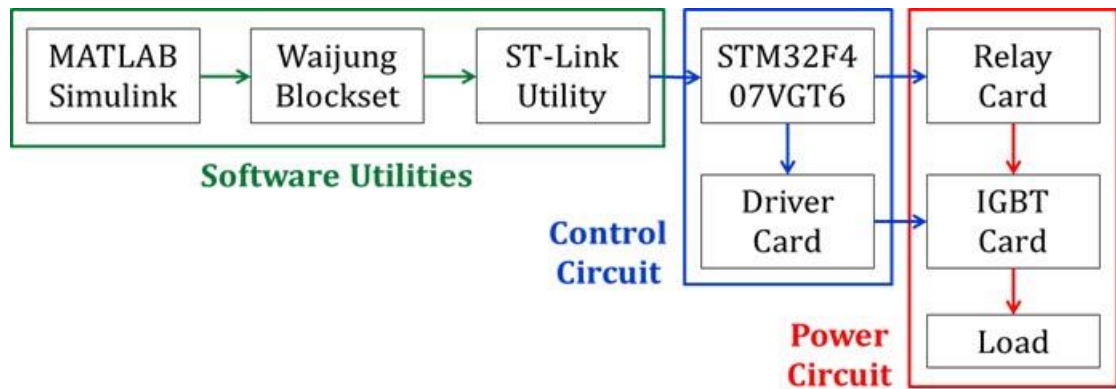 MATLAB
Simulink
Waijung
Blockset
ST-Link
Utility
Software Utilities
STM32F4
07VGT6
Driver
Card
Control
Circuit
Relay
Card
IGBT
Card
Load
Power
Circuit